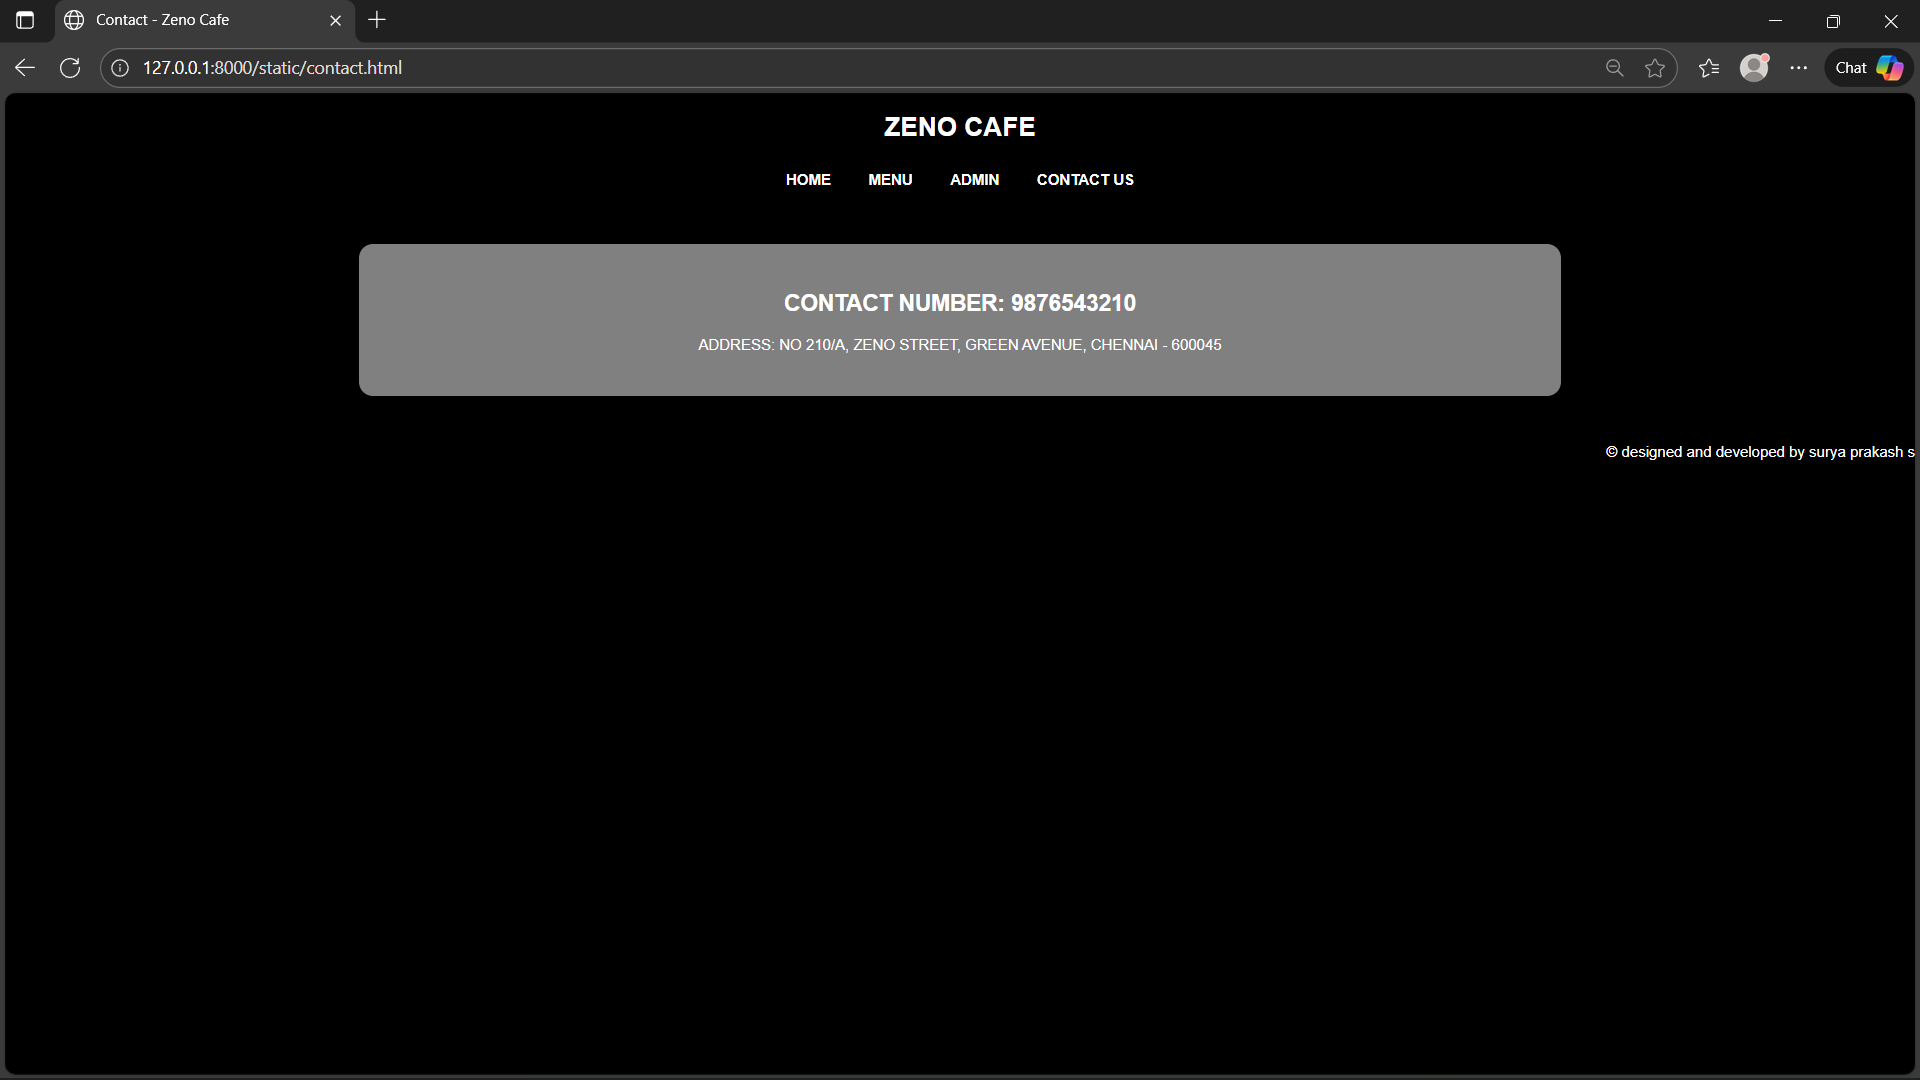 Contact - Zeno Cafe
127.0.0.1:8000/static/contact.html
Chat
ZENO CAFE
HOME MENU ADMIN CONTACT US
CONTACT NUMBER: 9876543210
ADDRESS: NO 210/A, ZENO STREET, GREEN AVENUE, CHENNAI - 600045
© designed and developed by surya prakash s